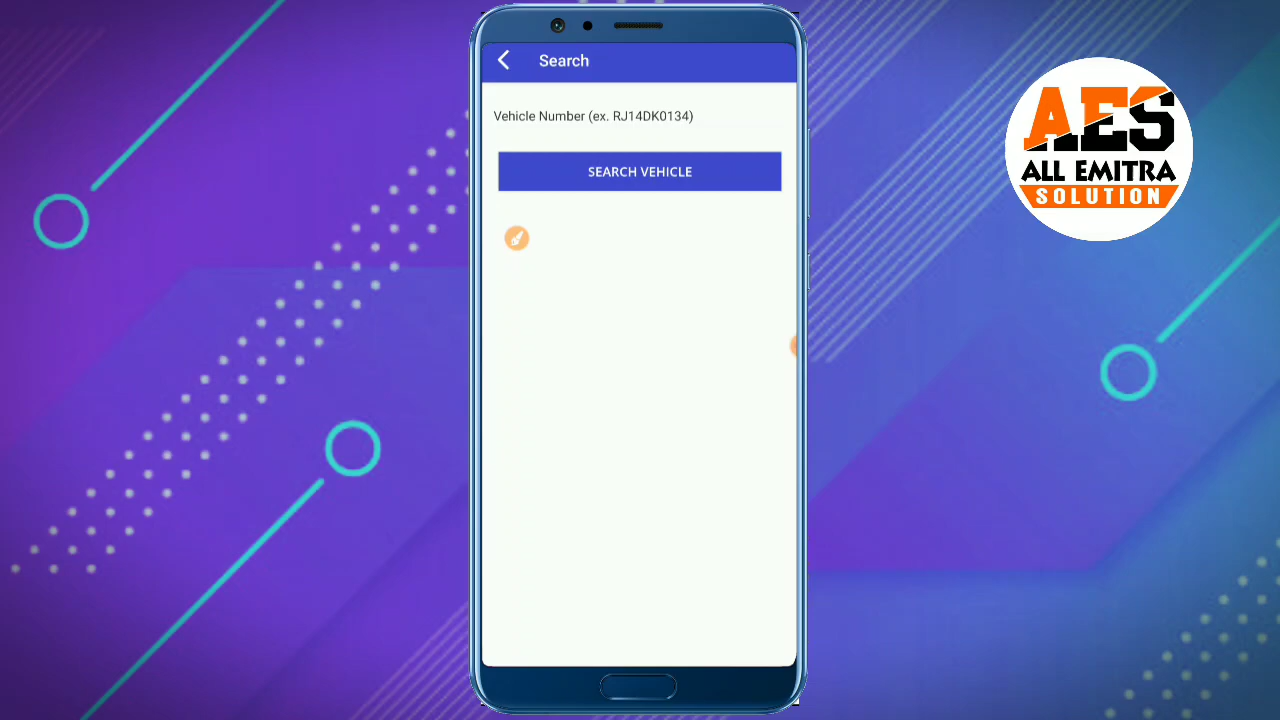 Search
Vehicle Number (ex. RJ14DK0134)
SEARCH VEHICLE
AES
ALL EMITRA
SOLUTION